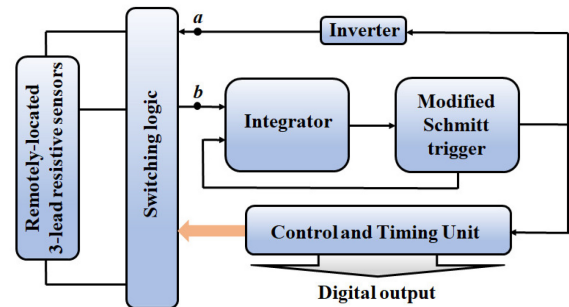 a
Inverter
Remotely-located
3-lead resistive sensors
Switching logic
b
Integrator
Modified
Schmitt
trigger
Control and Timing Unit
Digital output